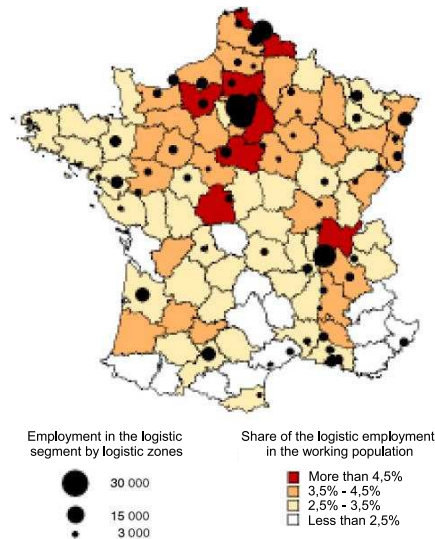 Employment in the logistic
segment by logistic zones
30 000
15 000
3 000
Share of the logistic employment
in the working population
More than 4,5%
3,5% - 4,5%
2,5% - 3,5%
Less than 2,5%